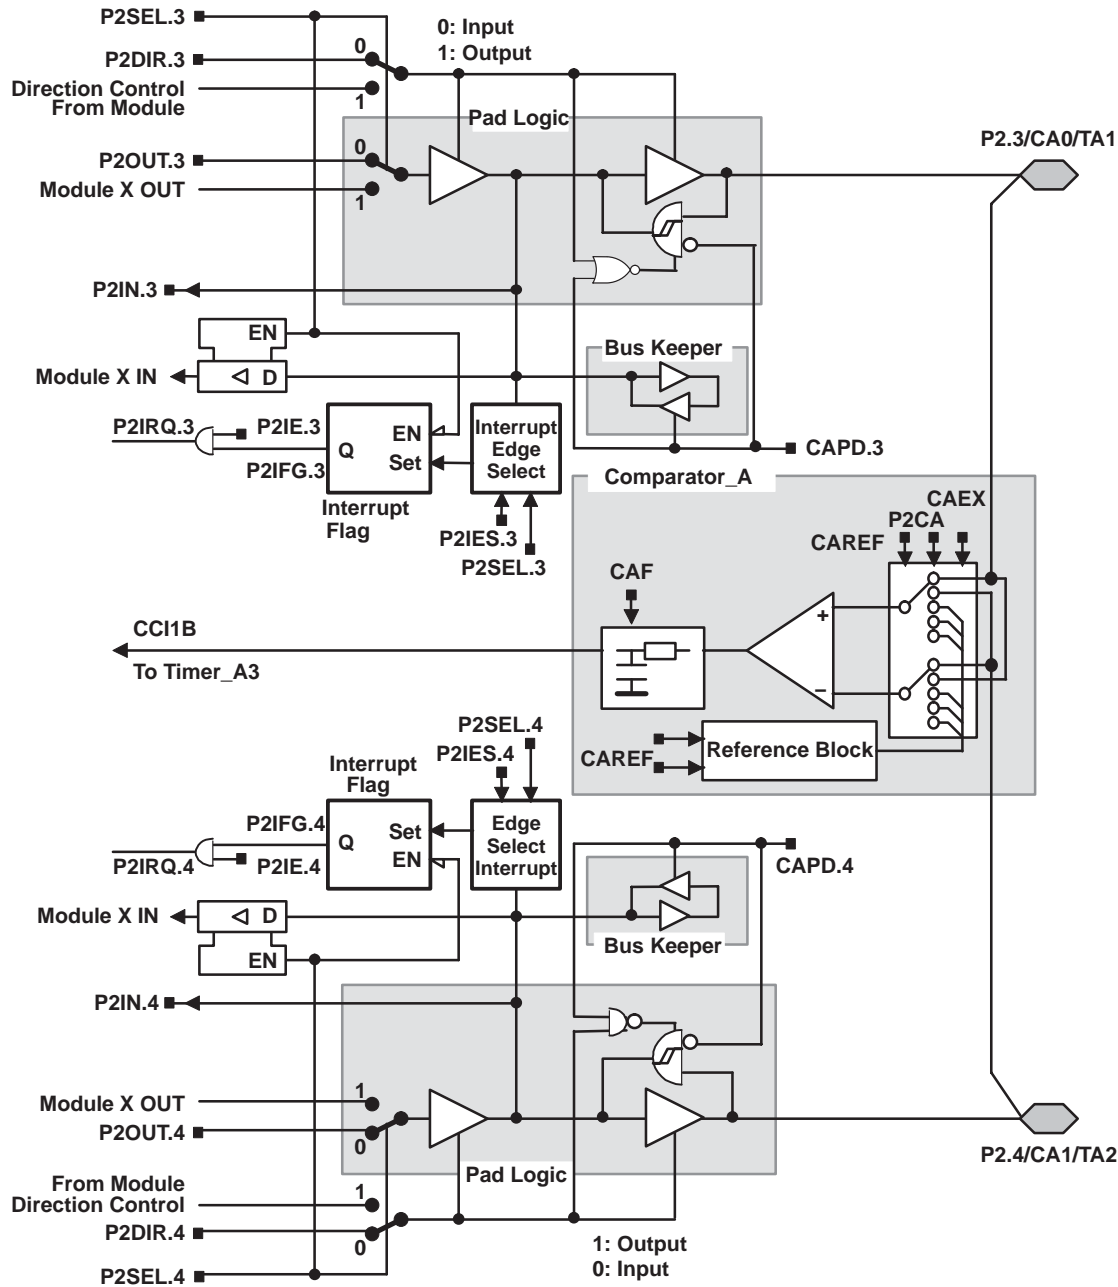 P2SEL.3
0: Input
1: Output
P2DIR.3
0
Direction Control
From Module
1
Pad Logic
P2.3/CA0/TA1
P2OUT.3
0
Module X OUT
1
P2IN.3
EN
Bus Keeper
Module X IN
D
P2IRQ.3
P2IE.3
P2IFG.3
Q
EN
Set
Interrupt
Edge
Select
CAPD.3
Interrupt
Flag
P2IES.3
P2SEL.3
Comparator_A
CAEX
P2CA
CAREF
CAF
CCI1B
To Timer_A3
+
−
Reference Block
CAREF
P2SEL.4
P2IES.4
Interrupt
Flag
P2IFG.4
P2IRQ.4
P2IE.4
Q
Set
EN
Edge
Select
Interrupt
CAPD.4
Module X IN
D
EN
Bus Keeper
P2IN.4
Module X OUT
1
P2OUT.4
0
Pad Logic
P2.4/CA1/TA2
From Module
Direction Control
1
P2DIR.4
0
1: Output
0: Input
P2SEL.4